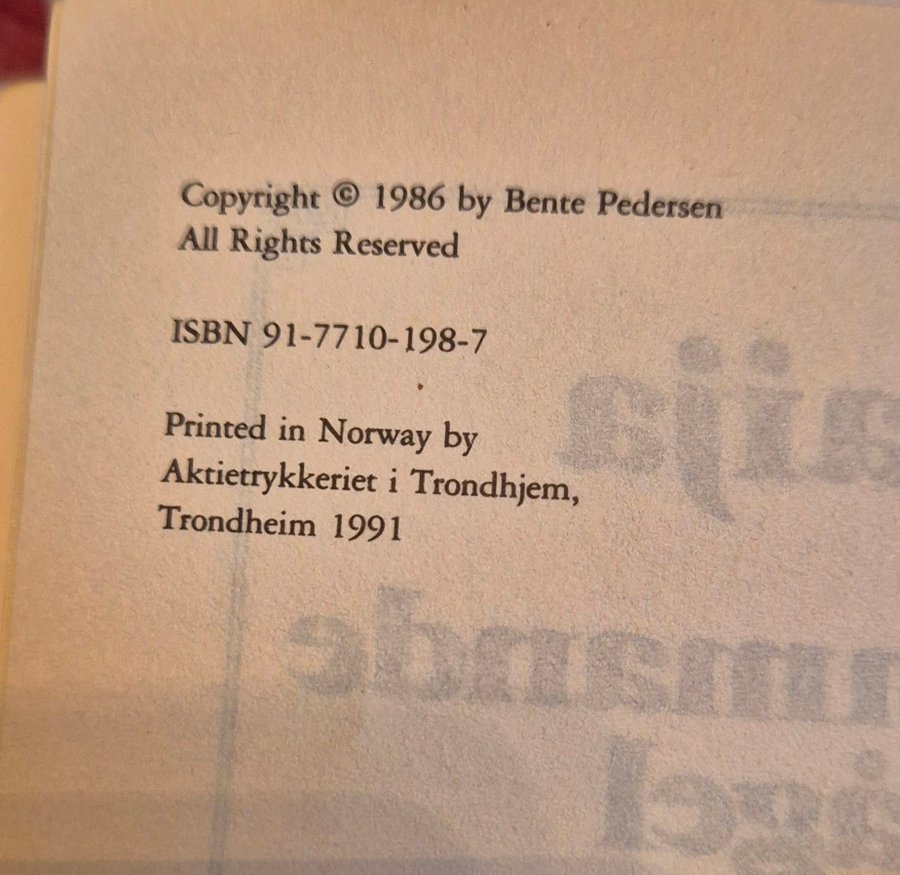 Copyright © 1986 by Bente Pedersen
All Rights Reserved
ISBN 91-7710-198-7
Printed in Norway by
Aktietrykkeriet i Trondhjem,
Trondheim 1991